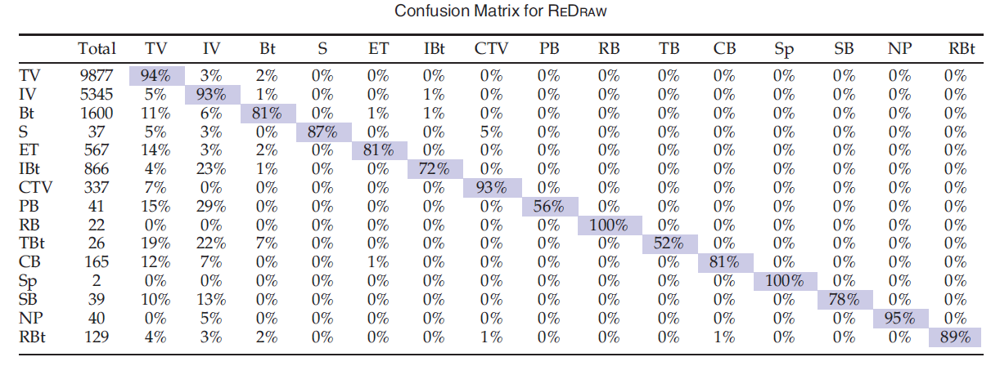 Confusion Matrix for REDRAW
Total TV IV Bt S ET IBt CTV PB RB TB CB Sp SB NP RBt
TV 9877 94% 3% 2% 0% 0% 0% 0% 0% 0% 0% 0% 0% 0% 0% 0%
IV 5345 5% 93% 1% 0% 0% 1% 0% 0% 0% 0% 0% 0% 0% 0% 0%
Bt 1600 11% 6% 81% 0% 1% 1% 0% 0% 0% 0% 0% 0% 0% 0% 0%
S 37 5% 3% 0% 87% 0% 0% 5% 0% 0% 0% 0% 0% 0% 0% 0%
ET 567 14% 3% 2% 0% 81% 0% 0% 0% 0% 0% 0% 0% 0% 0% 0%
IBt 866 4% 23% 1% 0% 0% 72% 0% 0% 0% 0% 0% 0% 0% 0% 0%
CTV 337 7% 0% 0% 0% 0% 0% 93% 0% 0% 0% 0% 0% 0% 0% 0%
PB 41 15% 29% 0% 0% 0% 0% 0% 56% 0% 0% 0% 0% 0% 0% 0%
RB 22 0% 0% 0% 0% 0% 0% 0% 0% 100% 0% 0% 0% 0% 0% 0%
TBt 26 19% 22% 7% 0% 0% 0% 0% 0% 0% 52% 0% 0% 0% 0% 0%
CB 165 12% 7% 0% 0% 1% 0% 0% 0% 0% 0% 81% 0% 0% 0% 0%
Sp 2 0% 0% 0% 0% 0% 0% 0% 0% 0% 0% 0% 100% 0% 0% 0%
SB 39 10% 13% 0% 0% 0% 0% 0% 0% 0% 0% 0% 0% 78% 0% 0%
NP 40 0% 5% 0% 0% 0% 0% 0% 0% 0% 0% 0% 0% 0% 95% 0%
RBt 129 4% 3% 2% 0% 0% 0% 1% 0% 0% 0% 1% 0% 0% 0% 89%